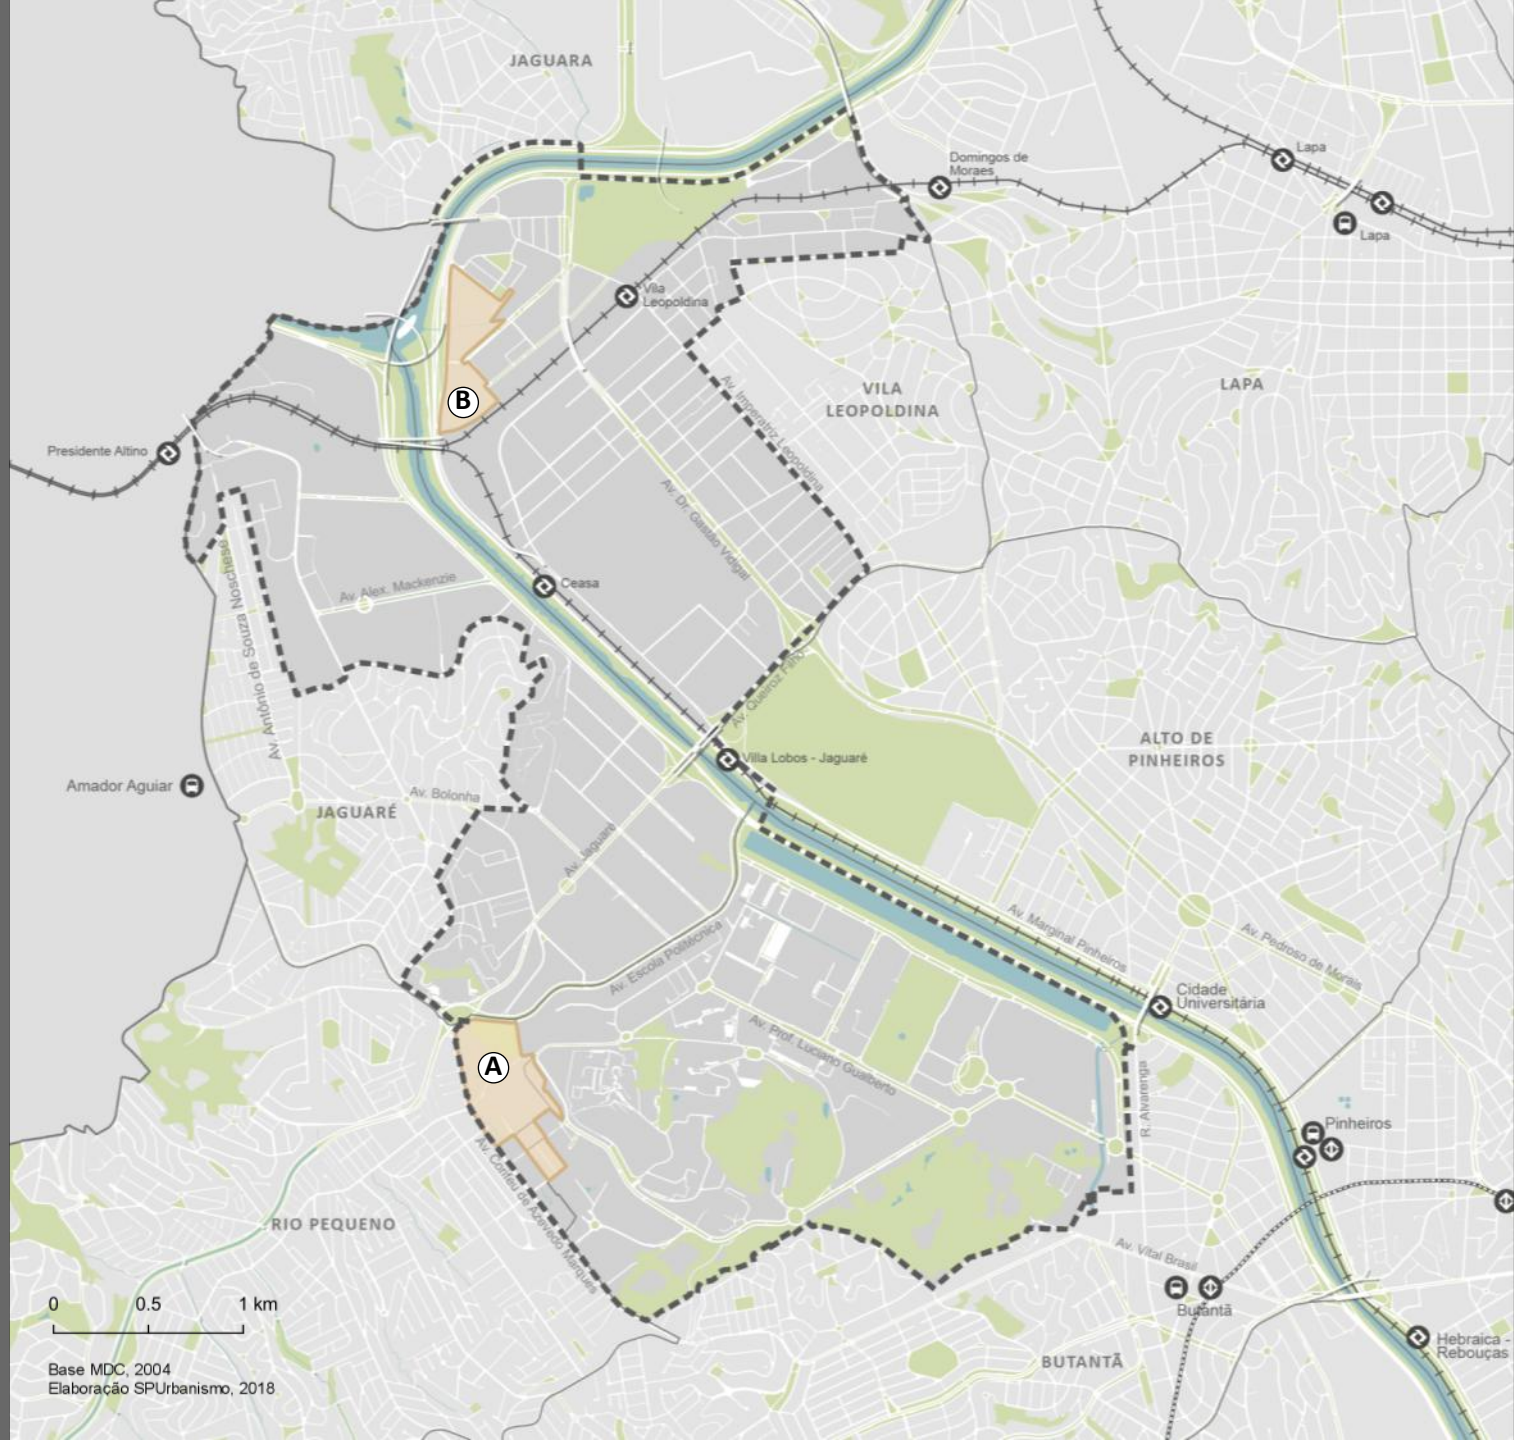 JAGUARA
Domingos de
Moraes
Lapa
Lapa
Vila
Leopoldina
VILA
LEOPOLDINA
LAPA
B
Av. Imperatriz Leopoldina
Presidente Altino
Av. Dr. Gastão Vidigal
Av. Antônio de Souza Noschese
Av. Alex. Mackenzie
Ceasa
Av. Queiroz Filho
ALTO DE
PINHEIROS
Villa Lobos - Jaguaré
Amador Aguiar
Av. Bolonha
JAGUARÉ
Av. Jaguaré
Av. Marginal Pinheiros
Av. Pedroso de Morais
Av. Escola Politécnica
Cidade
Universitária
Av. Prof. Luciano Gualberto
A
R. Alvarenga
Pinheiros
Av. Corifeu de Azevedo Marques
RIO PEQUENO
Av. Vital Brasil
Butantã
0 0.5 1 km
Hebraica -
Rebouças
BUTANTÃ
Base MDC, 2004
Elaboração SPUrbanismo, 2018